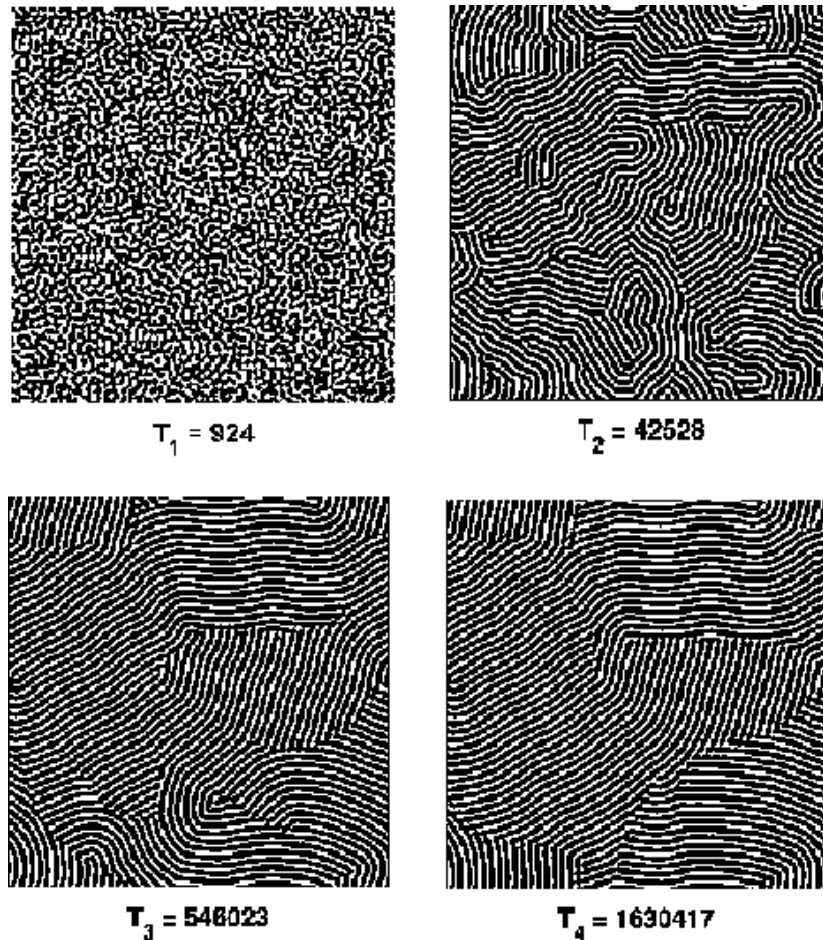 T₁ = 924
T₂ = 42528
T₃ = 546023
T₄ = 1630417